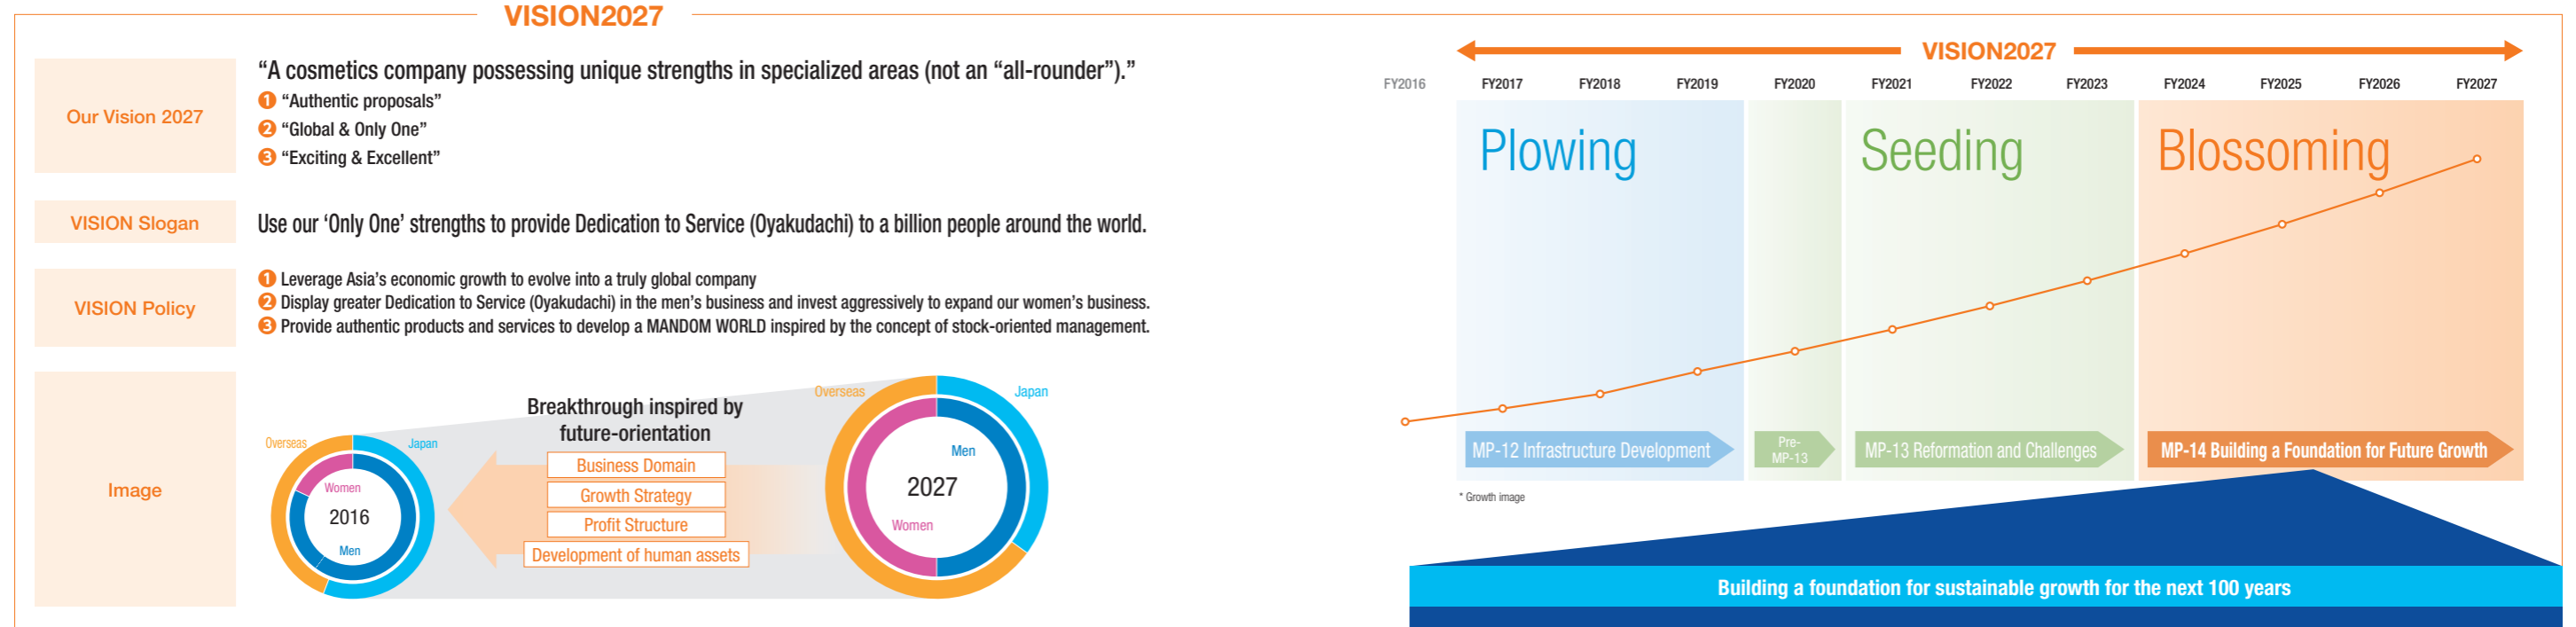 VISION2027
Our Vision 2027
“A cosmetics company possessing unique strengths in specialized areas (not an “all-rounder”).”
1 “Authentic proposals”
2 “Global & Only One”
3 “Exciting & Excellent”
VISION Slogan
Use our ‘Only One’ strengths to provide Dedication to Service (Oyakudachi) to a billion people around the world.
VISION Policy
1 Leverage Asia’s economic growth to evolve into a truly global company
2 Display greater Dedication to Service (Oyakudachi) in the men’s business and invest aggressively to expand our women’s business.
3 Provide authentic products and services to develop a MANDOM WORLD inspired by the concept of stock-oriented management.
Image
Overseas
Japan
Women
2016
Men
Breakthrough inspired by
future-orientation
Business Domain
Growth Strategy
Profit Structure
Development of human assets
Overseas
Japan
Men
2027
Women
VISION2027
FY2016 FY2017 FY2018 FY2019 FY2020 FY2021 FY2022 FY2023 FY2024 FY2025 FY2026 FY2027
Plowing
Seeding
Blossoming
MP-12 Infrastructure Development
Pre-
MP-13
MP-13 Reformation and Challenges
MP-14 Building a Foundation for Future Growth
* Growth image
Building a foundation for sustainable growth for the next 100 years